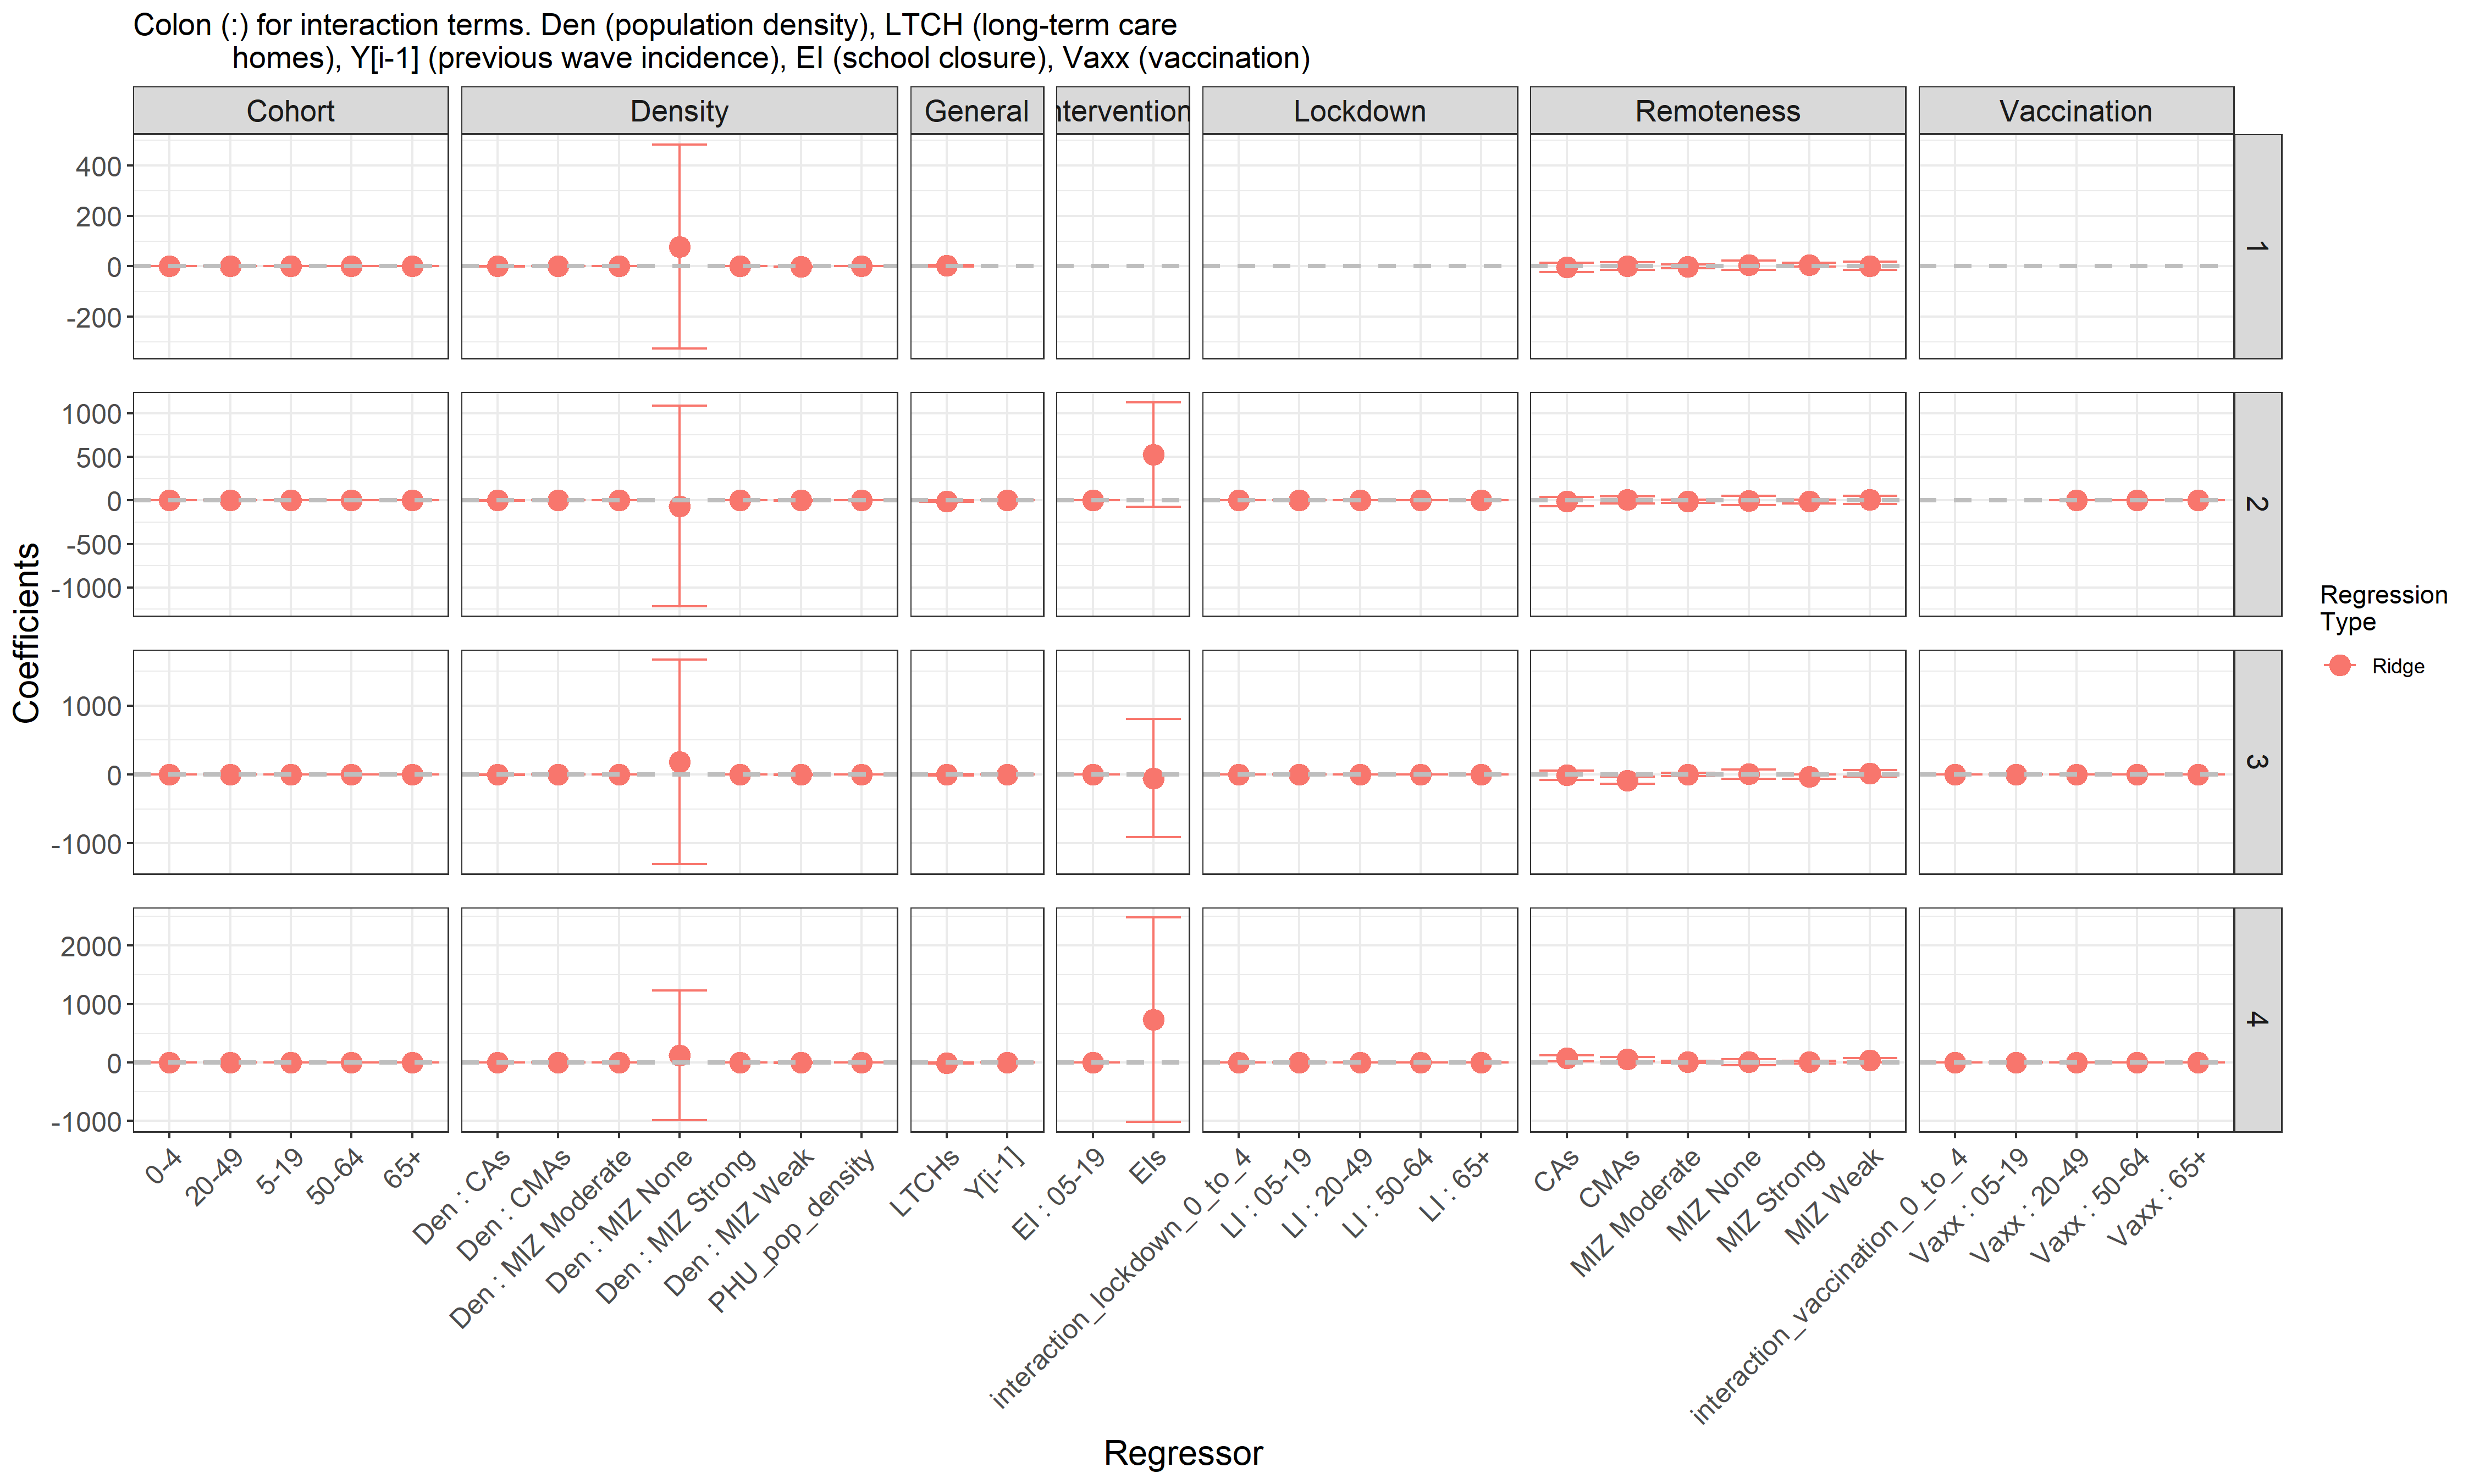 Colon (:) for interaction terms. Den (population density), LTCH (long-term care
homes), Y[i-1] (previous wave incidence), EI (school closure), Vaxx (vaccination)
Cohort
Density
General
ntervention
Lockdown
Remoteness
Vaccination
400
200
0
-200
1
1000
500
0
-500
-1000
2
1000
0
-1000
3
2000
1000
0
-1000
4
Coefficients
0-4
20-49
5-19
50-64
65+
Den : CAs
Den : CMAs
Den : MIZ Moderate
Den : MIZ None
Den : MIZ Strong
Den : MIZ Weak
PHU_pop_density
LTCHs
Y[i-1]
EI : 05-19
EIs
interaction_lockdown_0_to_4
LI : 05-19
LI : 20-49
LI : 50-64
LI : 65+
CAs
CMAs
MIZ Moderate
MIZ None
MIZ Strong
MIZ Weak
interaction_vaccination_0_to_4
Vaxx : 05-19
Vaxx : 20-49
Vaxx : 50-64
Vaxx : 65+
Regressor
Regression
Type
Ridge